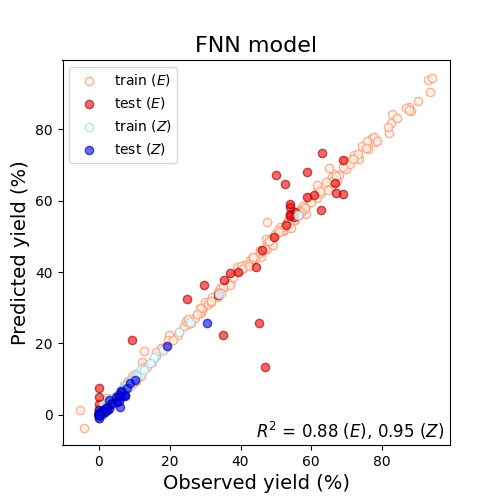 FNN model
train (E)
test (E)
train (Z)
test (Z)
Predicted yield (%)
80
60
40
20
0
R² = 0.88 (E), 0.95 (Z)
0 20 40 60 80
Observed yield (%)